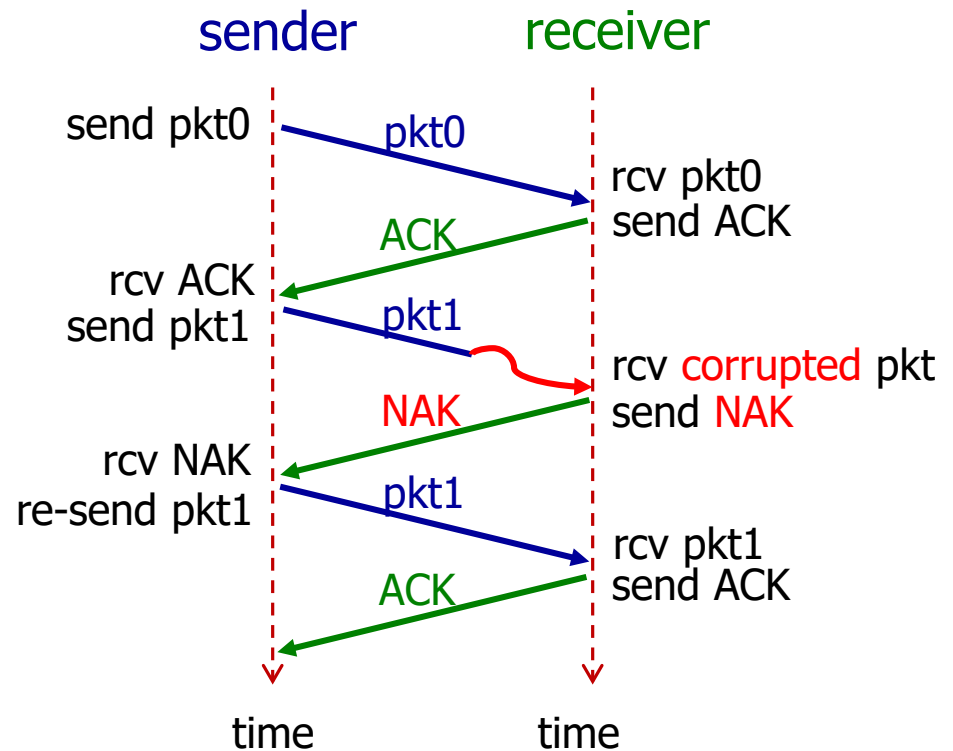 sender
receiver
send pkt0
pkt0
rcv pkt0
send ACK
ACK
rcv ACK
send pkt1
pkt1
rcv corrupted pkt
send NAK
NAK
rcv NAK
re-send pkt1
pkt1
rcv pkt1
send ACK
ACK
time
time